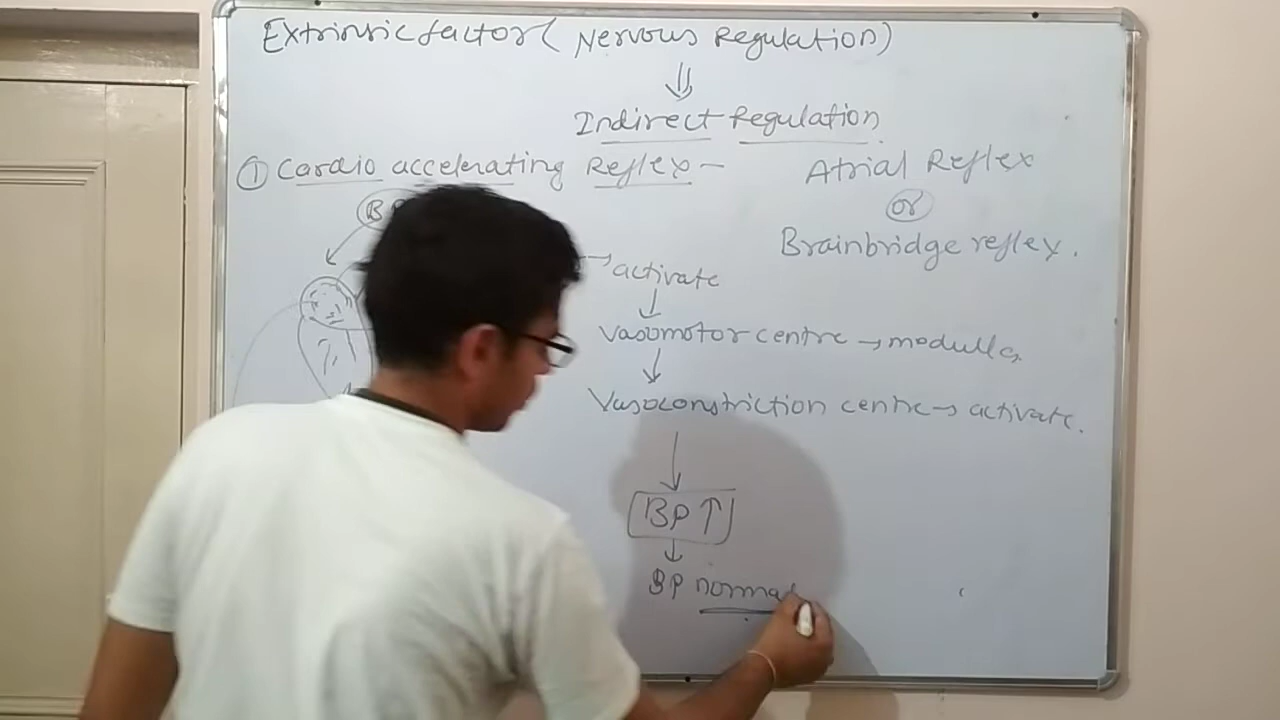 Extrinsic factor ( Nervous Regulation)
⇓
Indirect Regulation
① Cardio accelerating Reflex – Atrial Reflex
or
Brainbridge reflex.
→ activate
↓
Vasomotor centre → modulla
↓
Vasoconstriction centre → activate.
↓
BP ↑
↓
BP normal